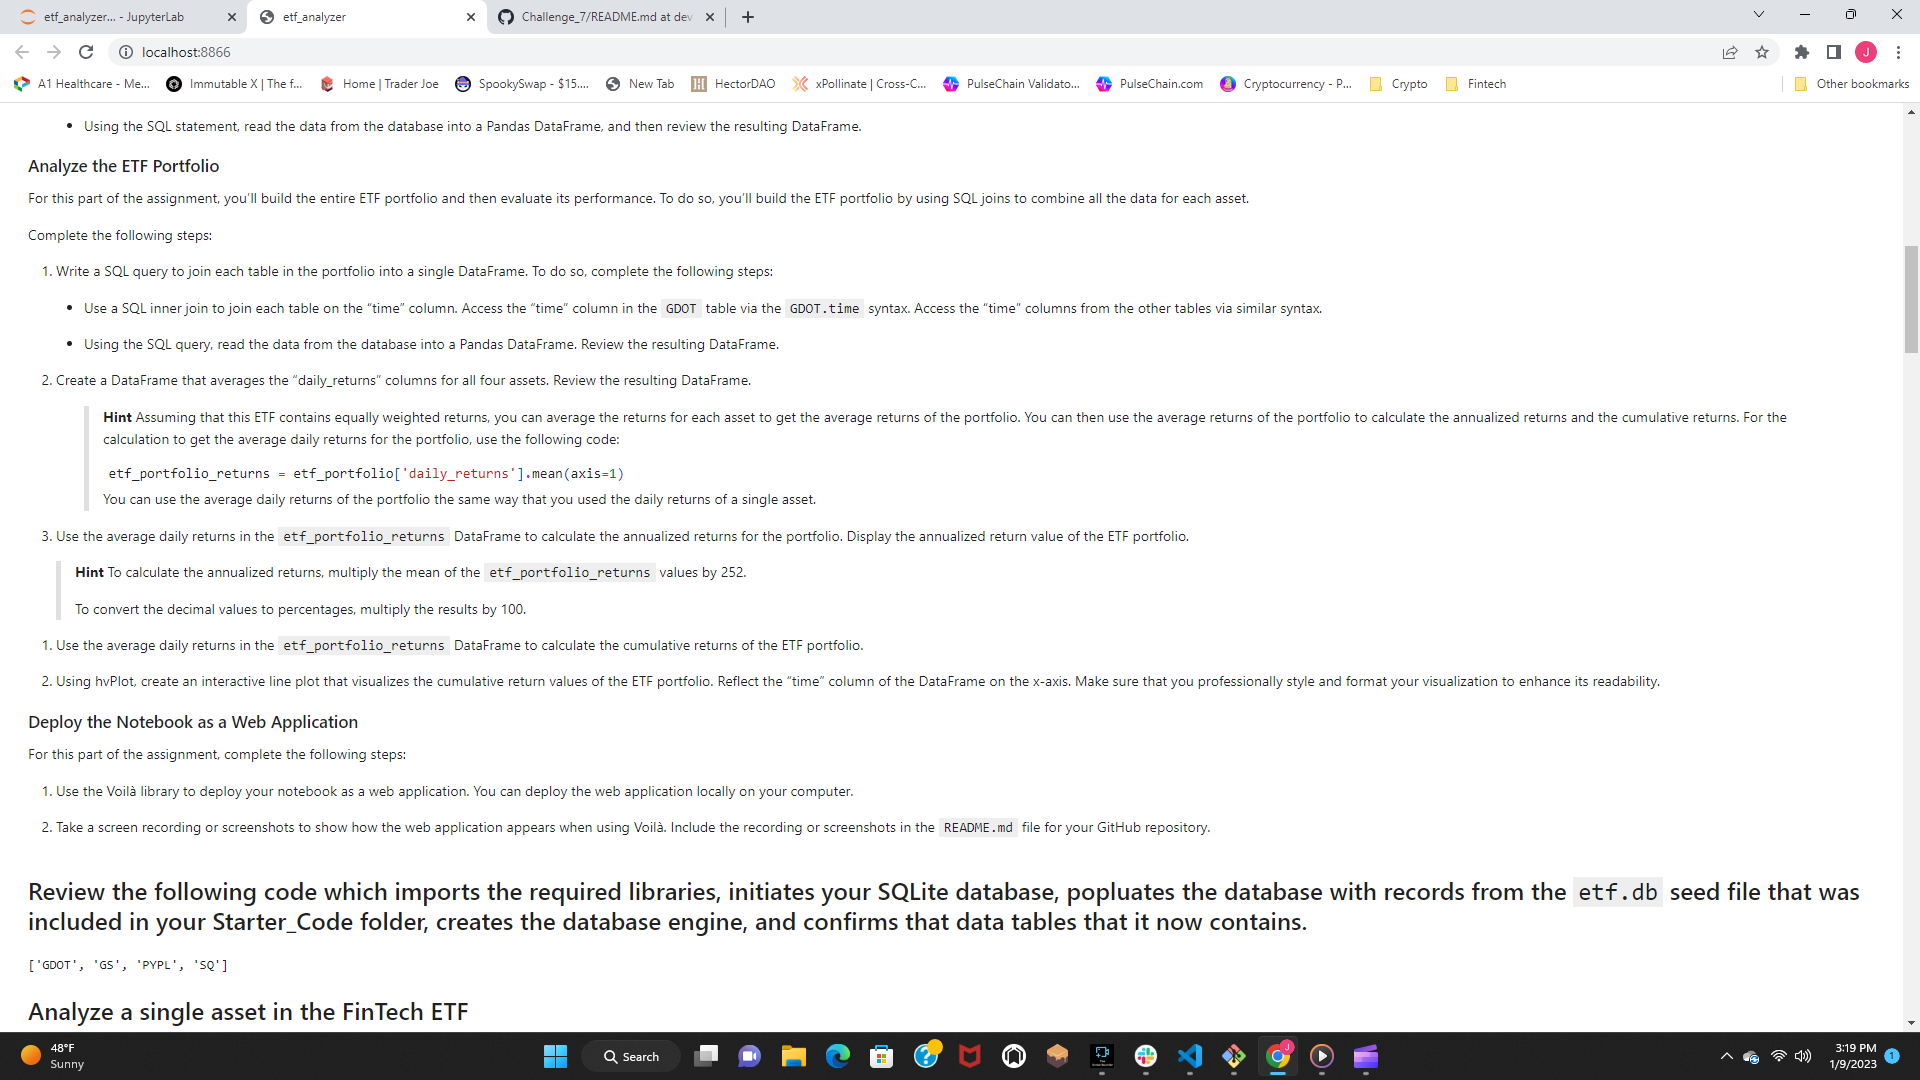 etf_analyzer... - JupyterLab
etf_analyzer
Challenge_7/README.md at dev
localhost:8866
J
A1 Healthcare - Me...
Immutable X | The f...
Home | Trader Joe
SpookySwap - $15....
New Tab
HectorDAO
xPollinate | Cross-C...
PulseChain Validato...
PulseChain.com
Cryptocurrency - P...
Crypto
Fintech
Other bookmarks
• Using the SQL statement, read the data from the database into a Pandas DataFrame, and then review the resulting DataFrame.
Analyze the ETF Portfolio
For this part of the assignment, you’ll build the entire ETF portfolio and then evaluate its performance. To do so, you’ll build the ETF portfolio by using SQL joins to combine all the data for each asset.
Complete the following steps:
1. Write a SQL query to join each table in the portfolio into a single DataFrame. To do so, complete the following steps:
• Use a SQL inner join to join each table on the “time” column. Access the “time” column in the GDOT table via the GDOT.time syntax. Access the “time” columns from the other tables via similar syntax.
• Using the SQL query, read the data from the database into a Pandas DataFrame. Review the resulting DataFrame.
2. Create a DataFrame that averages the “daily_returns” columns for all four assets. Review the resulting DataFrame.
Hint Assuming that this ETF contains equally weighted returns, you can average the returns for each asset to get the average returns of the portfolio. You can then use the average returns of the portfolio to calculate the annualized returns and the cumulative returns. For the
calculation to get the average daily returns for the portfolio, use the following code:
etf_portfolio_returns = etf_portfolio['daily_returns'].mean(axis=1)
You can use the average daily returns of the portfolio the same way that you used the daily returns of a single asset.
3. Use the average daily returns in the etf_portfolio_returns DataFrame to calculate the annualized returns for the portfolio. Display the annualized return value of the ETF portfolio.
Hint To calculate the annualized returns, multiply the mean of the etf_portfolio_returns values by 252.
To convert the decimal values to percentages, multiply the results by 100.
1. Use the average daily returns in the etf_portfolio_returns DataFrame to calculate the cumulative returns of the ETF portfolio.
2. Using hvPlot, create an interactive line plot that visualizes the cumulative return values of the ETF portfolio. Reflect the “time” column of the DataFrame on the x-axis. Make sure that you professionally style and format your visualization to enhance its readability.
Deploy the Notebook as a Web Application
For this part of the assignment, complete the following steps:
1. Use the Voilà library to deploy your notebook as a web application. You can deploy the web application locally on your computer.
2. Take a screen recording or screenshots to show how the web application appears when using Voilà. Include the recording or screenshots in the README.md file for your GitHub repository.
Review the following code which imports the required libraries, initiates your SQLite database, popluates the database with records from the etf.db seed file that was
included in your Starter_Code folder, creates the database engine, and confirms that data tables that it now contains.
['GDOT', 'GS', 'PYPL', 'SQ']
Analyze a single asset in the FinTech ETF
48°F
Sunny
Search
3:19 PM
1/9/2023
1